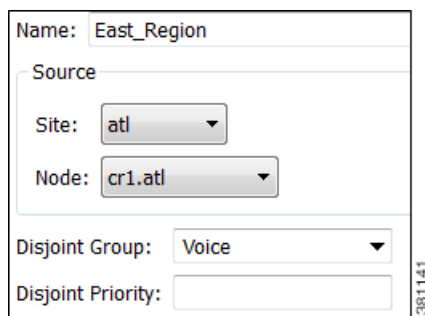 Name: East_Region
Source
Site: atl
Node: cr1.atl
Disjoint Group: Voice
Disjoint Priority:
381141